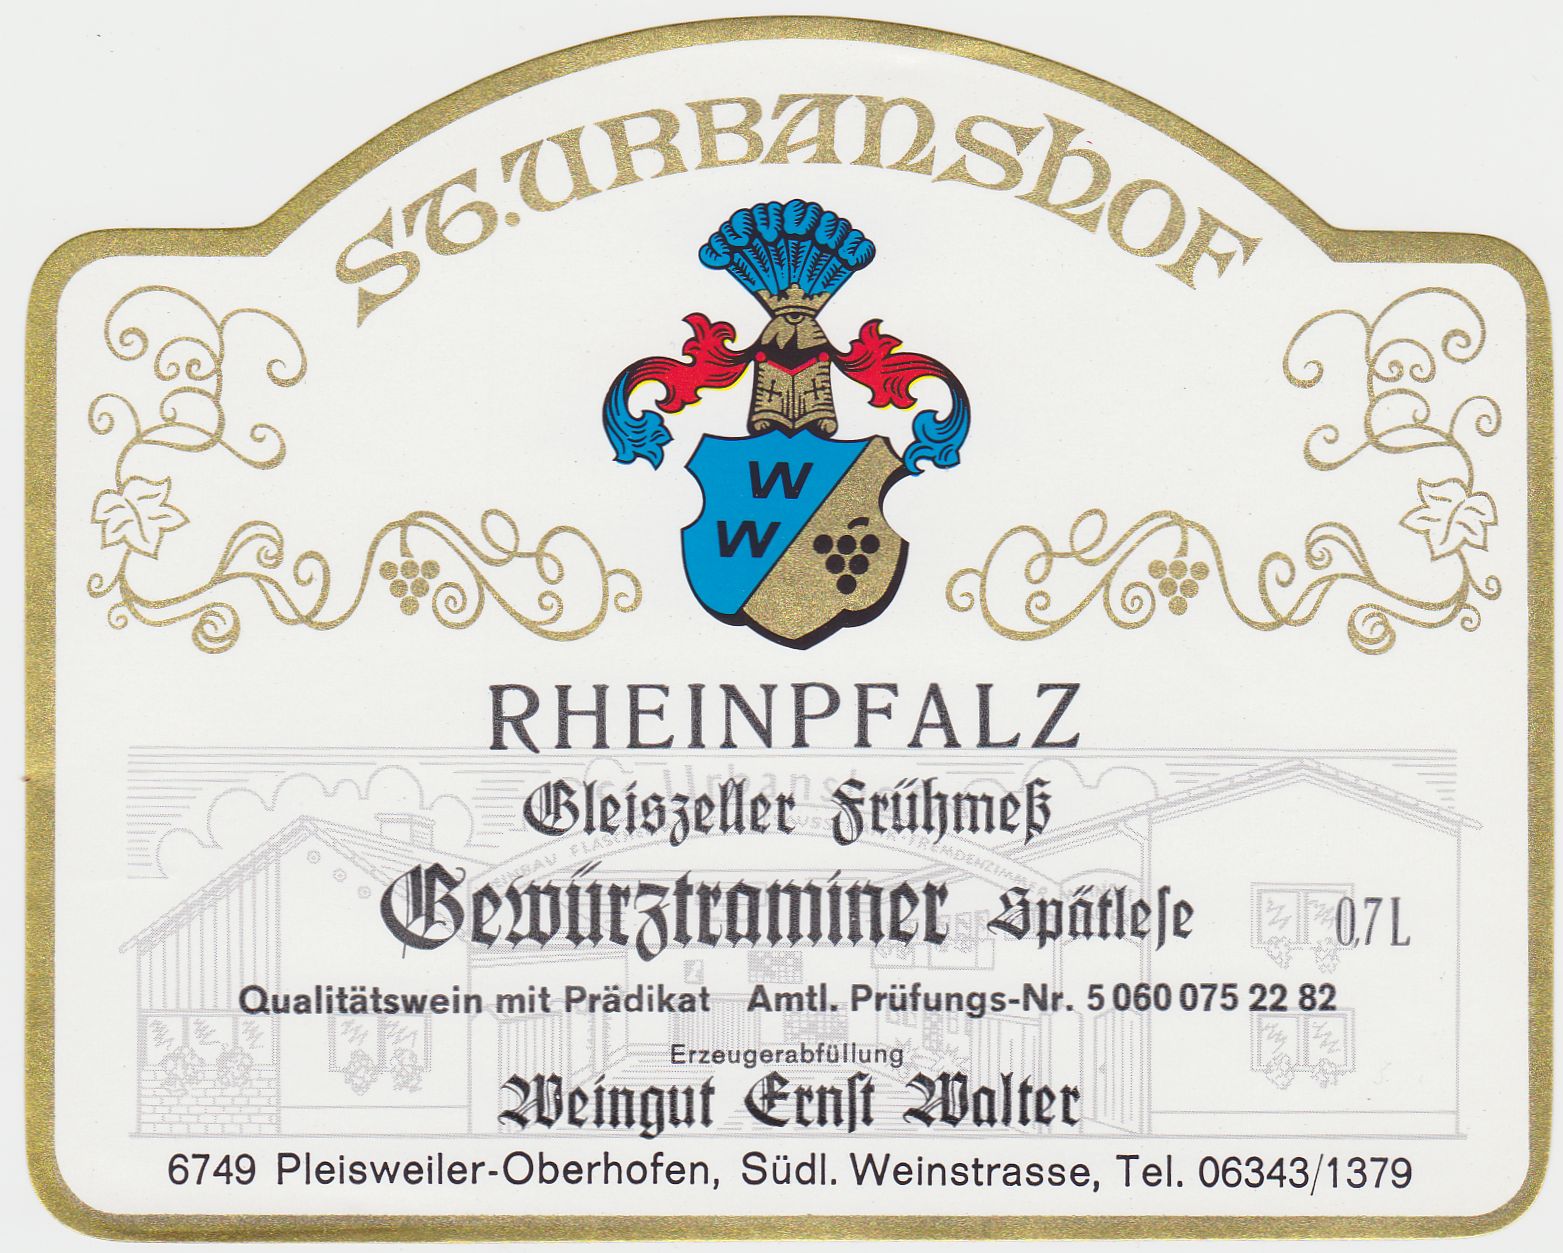 ST. URBANShOF
W
W
RHEINPFALZ
Gleiszeller Frühmeß
Gewürztraminer Spätlese 0,7 L
Qualitätswein mit Prädikat Amtl. Prüfungs-Nr. 5 060 075 22 82
Erzeugerabfüllung
Weingut Ernst Walter
6749 Pleisweiler-Oberhofen, Südl. Weinstrasse, Tel. 06343/1379